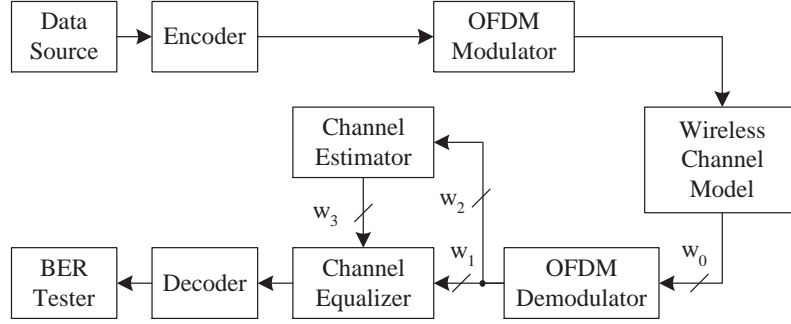 Data
Source
Encoder
OFDM
Modulator
Wireless
Channel
Model
Channel
Estimator
w3
w2
w1
w0
BER
Tester
Decoder
Channel
Equalizer
OFDM
Demodulator